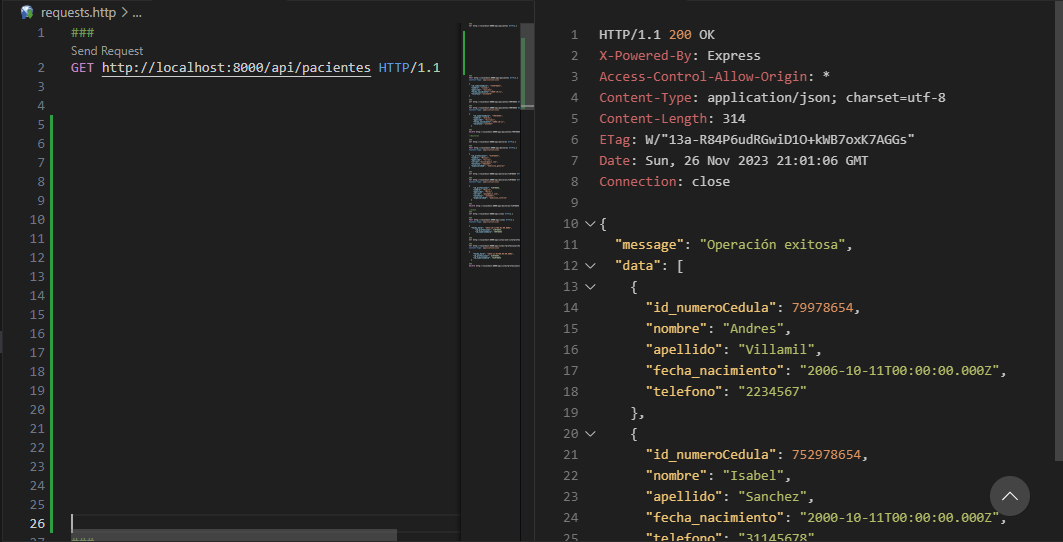 requests.http > ...
1 ###
Send Request
2 GET http://localhost:8000/api/pacientes HTTP/1.1
3
4
5
6
7
8
9
10
11
12
13
14
15
16
17
18
19
20
21
22
23
24
25
26
27 ###
1 HTTP/1.1 200 OK
2 X-Powered-By: Express
3 Access-Control-Allow-Origin: *
4 Content-Type: application/json; charset=utf-8
5 Content-Length: 314
6 ETag: W/"13a-R84P6udRGwiD1O+kWB7oxK7AGGs"
7 Date: Sun, 26 Nov 2023 21:01:06 GMT
8 Connection: close
9
10 {
11 "message": "Operación exitosa",
12 "data": [
13 {
14 "id_numeroCedula": 79978654,
15 "nombre": "Andres",
16 "apellido": "Villamil",
17 "fecha_nacimiento": "2006-10-11T00:00:00.000Z",
18 "telefono": "2234567"
19 },
20 {
21 "id_numeroCedula": 752978654,
22 "nombre": "Isabel",
23 "apellido": "Sanchez",
24 "fecha_nacimiento": "2000-10-11T00:00:00.000Z",
25 "telefono": "31145678"